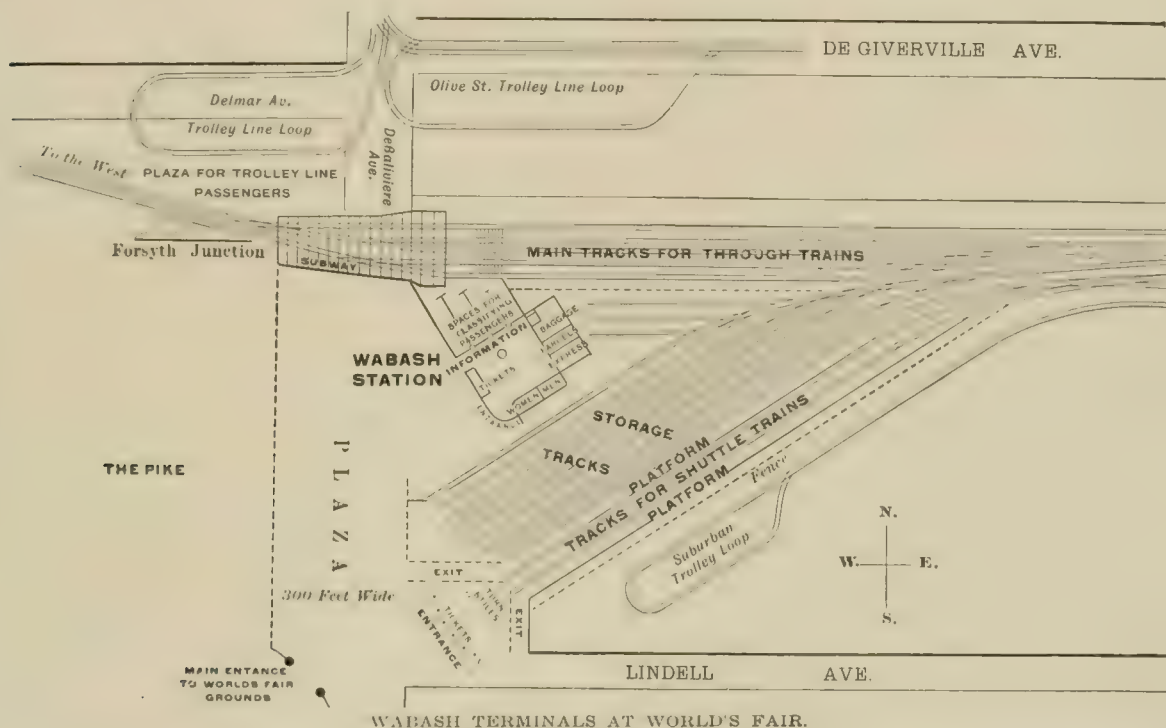 DE GIVERVILLE AVE.
Delmar Av.
Trolley Line Loop
Olive St. Trolley Line Loop
DeBaliviere
Ave.
To the West
PLAZA FOR TROLLEY LINE
PASSENGERS
Forsyth Junction
SUBWAY
MAIN TRACKS FOR THROUGH TRAINS
SPACES FOR
CLASSIFYING
PASSENGERS
BAGGAGE
PARCELS
EXPRESS
INFORMATION
WABASH
STATION
TICKETS
WOMEN
MEN
ENTRANCE
STORAGE
TRACKS
PLATFORM
TRACKS FOR SHUTTLE TRAINS
PLATFORM
Fence
THE PIKE
PLAZA
300 Feet Wide
Suburban
Trolley Loop
N.
W. E.
S.
EXIT
TURN
STILES
TICKETS
ENTRANCE
EXIT
MAIN ENTRANCE
TO WORLDS FAIR
GROUNDS
LINDELL AVE.
WABASH TERMINALS AT WORLD'S FAIR.